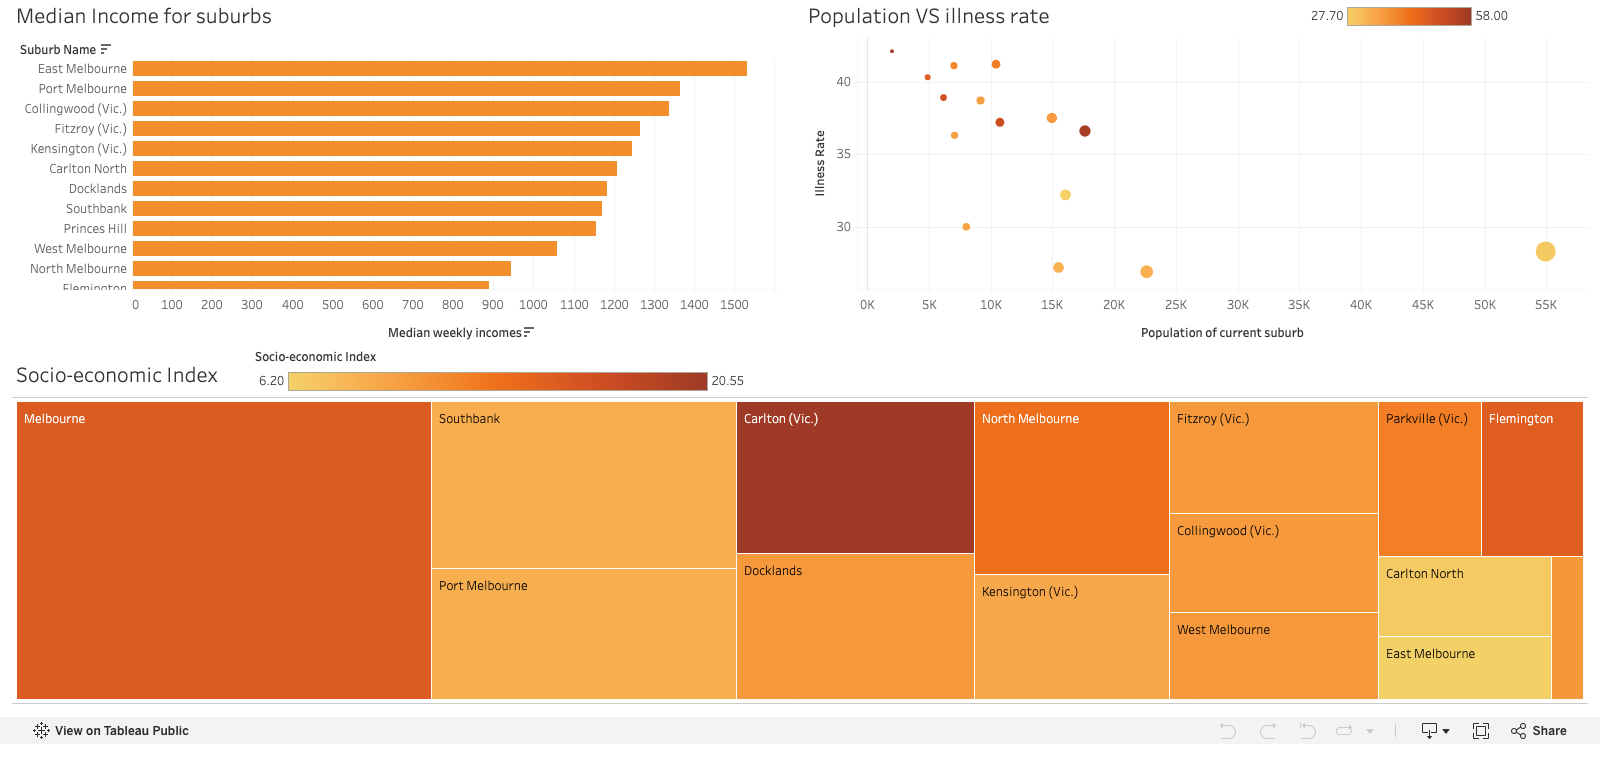 Median Income for suburbs
Suburb Name
East Melbourne
Port Melbourne
Collingwood (Vic.)
Fitzroy (Vic.)
Kensington (Vic.)
Carlton North
Docklands
Southbank
Princes Hill
West Melbourne
North Melbourne
Flemington
0 100 200 300 400 500 600 700 800 900 1000 1100 1200 1300 1400 1500
Median weekly incomes
Population VS illness rate
27.70 58.00
40
35
30
Illness Rate
0K 5K 10K 15K 20K 25K 30K 35K 40K 45K 50K 55K
Population of current suburb
Socio-economic Index
Socio-economic Index
6.20 20.55
Melbourne
Southbank
Port Melbourne
Carlton (Vic.)
Docklands
North Melbourne
Kensington (Vic.)
Fitzroy (Vic.)
Collingwood (Vic.)
West Melbourne
Parkville (Vic.)
Flemington
Carlton North
East Melbourne
View on Tableau Public
Share